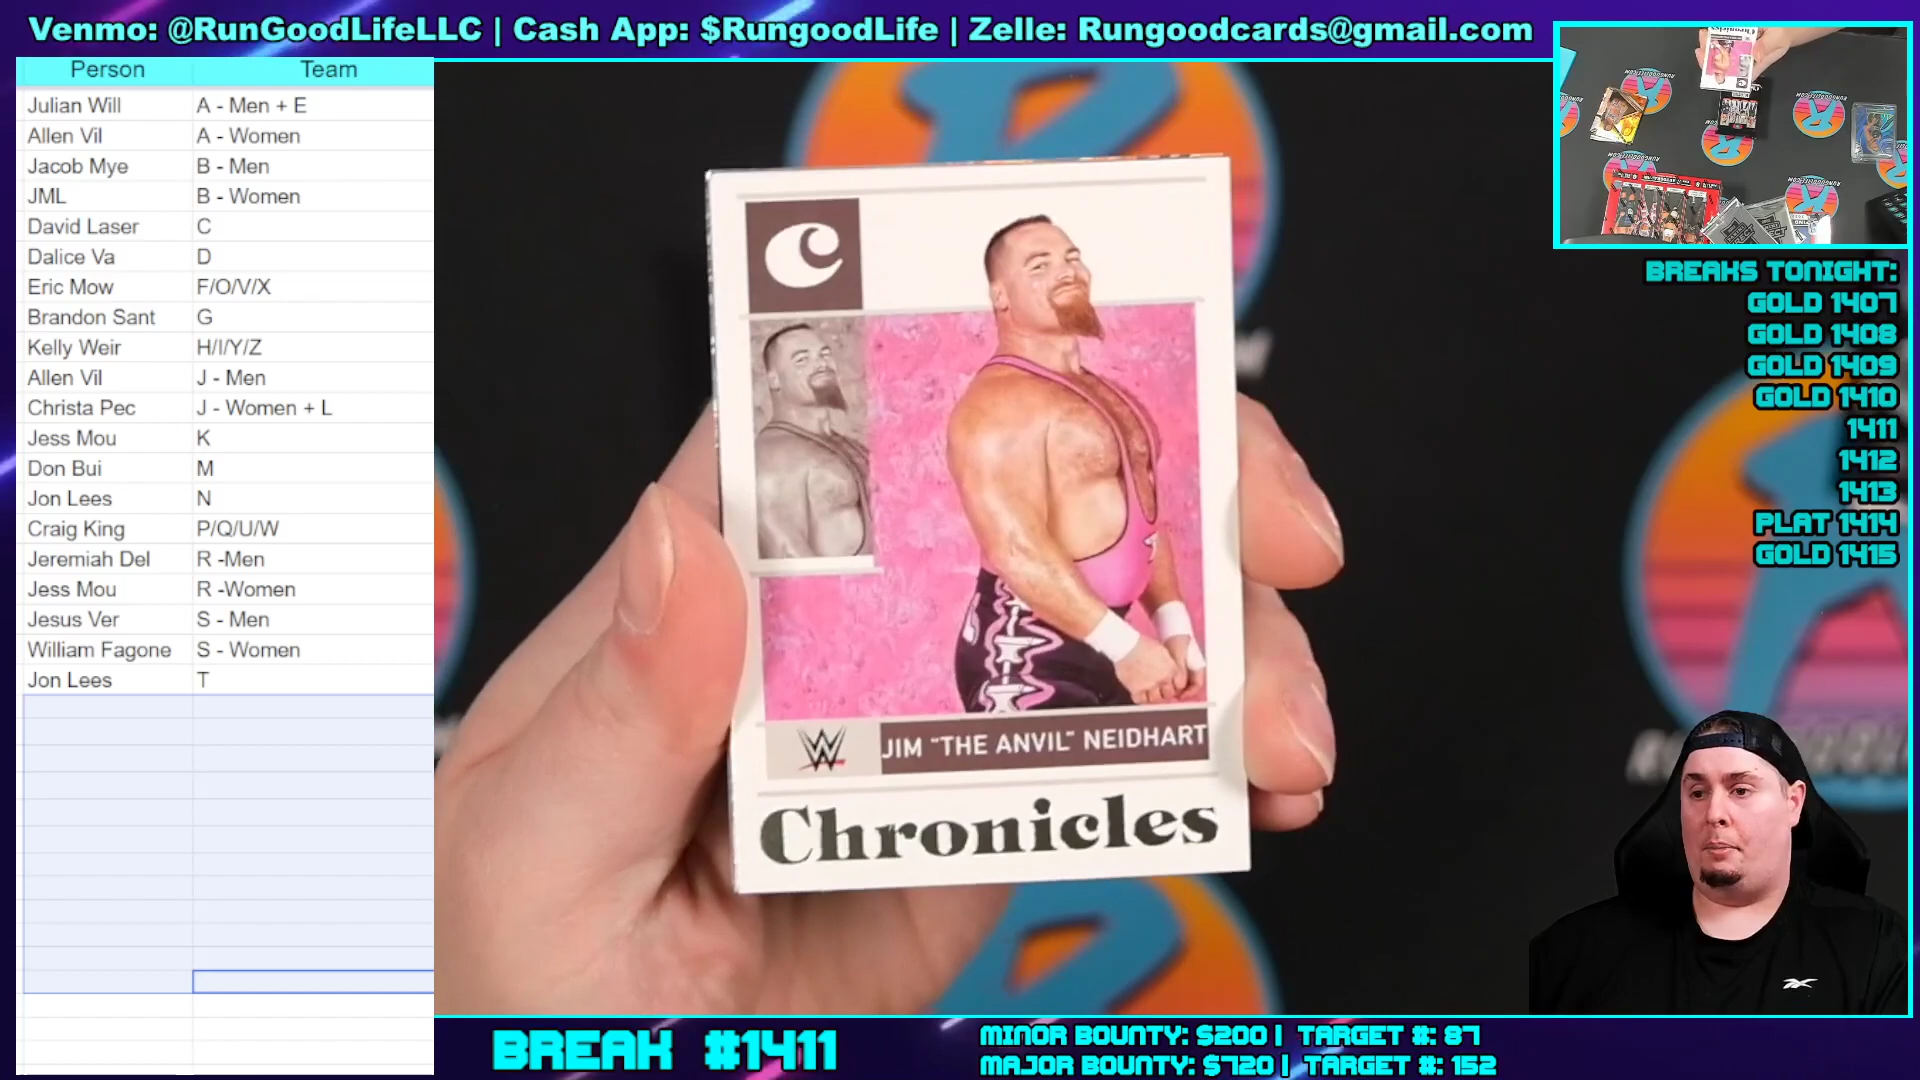 Venmo: @RunGoodLifeLLC | Cash App: $RungoodLife | Zelle: Rungoodcards@gmail.com
Person Team
Julian Will A - Men + E
Allen Vil A - Women
Jacob Mye B - Men
JML B - Women
David Laser C
Dalice Va D
Eric Mow F/O/V/X
Brandon Sant G
Kelly Weir H/I/Y/Z
Allen Vil J - Men
Christa Pec J - Women + L
Jess Mou K
Don Bui M
Jon Lees N
Craig King P/Q/U/W
Jeremiah Del R -Men
Jess Mou R -Women
Jesus Ver S - Men
William Fagone S - Women
Jon Lees T
C
W
JIM "THE ANVIL" NEIDHART
Chronicles
BREAKS TONIGHT:
GOLD 1407
GOLD 1408
GOLD 1409
GOLD 1410
1411
1412
1413
PLAT 1414
GOLD 1415
BREAK #1411
MINOR BOUNTY: $200 | TARGET #: 87
MAJOR BOUNTY: $720 | TARGET #: 152